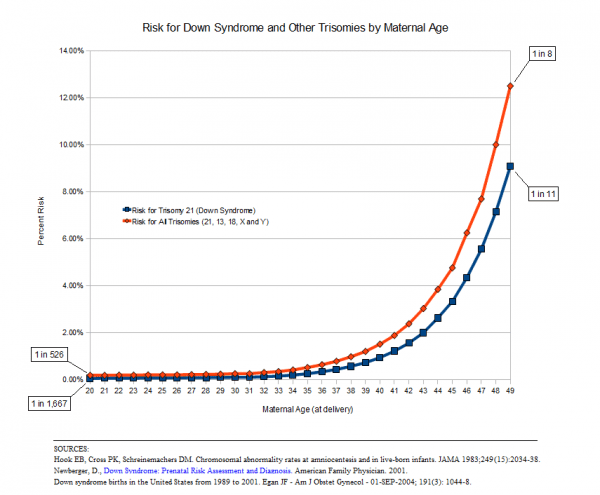 Risk for Down Syndrome and Other Trisomies by Maternal Age
14.00%
1 in 8
12.00%
10.00%
1 in 11
8.00%
Percent Risk
Risk for Trisomy 21 (Down Syndrome)
Risk for All Trisomies (21, 13, 18, X and Y)
6.00%
4.00%
2.00%
1 in 526
0.00%
20 21 22 23 24 25 26 27 28 29 30 31 32 33 34 35 36 37 38 39 40 41 42 43 44 45 46 47 48 49
1 in 1,667
Maternal Age (at delivery)
SOURCES:
Hook EB, Cross PK, Schreinemachers DM. Chromosomal abnormality rates at amniocentesis and in live-born infants. JAMA 1983;249(15):2034-38.
Newberger, D., Down Syndrome: Prenatal Risk Assessment and Diagnosis. American Family Physician. 2001.
Down syndrome births in the United States from 1989 to 2001. Egan JF - Am J Obstet Gynecol - 01-SEP-2004; 191(3): 1044-8.